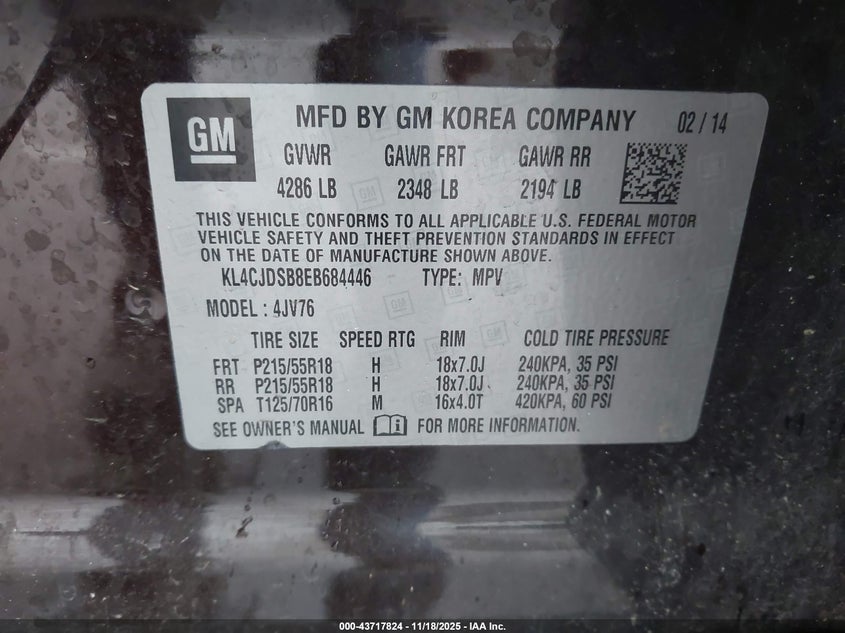 GM
MFD BY GM KOREA COMPANY 02 / 14
GVWR GAWR FRT GAWR RR
4286 LB 2348 LB 2194 LB
THIS VEHICLE CONFORMS TO ALL APPLICABLE U.S. FEDERAL MOTOR
VEHICLE SAFETY AND THEFT PREVENTION STANDARDS IN EFFECT
ON THE DATE OF MANUFACTURE SHOWN ABOVE.
KL4CJDSB8EB684446 TYPE: MPV
MODEL : 4JV76
TIRE SIZE SPEED RTG RIM COLD TIRE PRESSURE
FRT P215/55R18 H 18x7.0J 240KPA, 35 PSI
RR P215/55R18 H 18x7.0J 240KPA, 35 PSI
SPA T125/70R16 M 16x4.0T 420KPA, 60 PSI
SEE OWNER'S MANUAL FOR MORE INFORMATION.
000-43717824 - 11/18/2025 - IAA Inc.